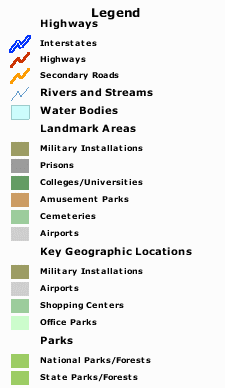 Legend
Highways
Interstates
Highways
Secondary Roads
Rivers and Streams
Water Bodies
Landmark Areas
Military Installations
Prisons
Colleges/Universities
Amusement Parks
Cemeteries
Airports
Key Geographic Locations
Military Installations
Airports
Shopping Centers
Office Parks
Parks
National Parks/Forests
State Parks/Forests